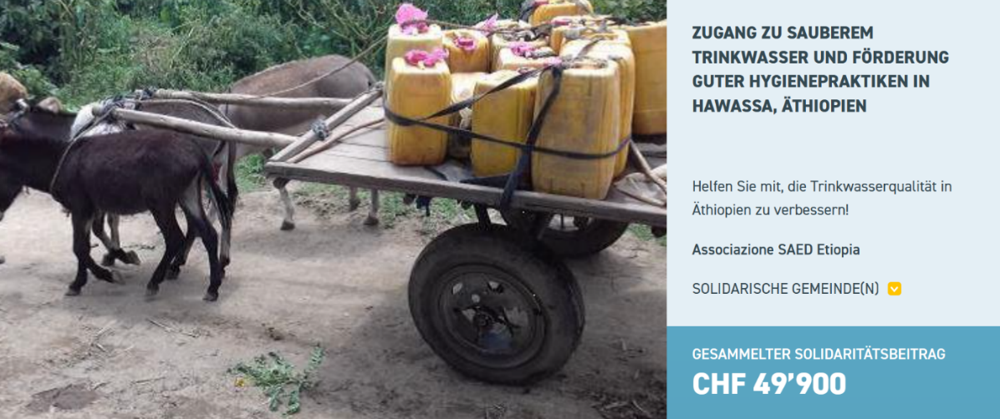 ZUGANG ZU SAUBEREM
TRINKWASSER UND FÖRDERUNG
GUTER HYGIENEPRAKTIKEN IN
HAWASSA, ÄTHIOPIEN
Helfen Sie mit, die Trinkwasserqualität in
Äthiopien zu verbessern!
Associazione SAED Etiopia
SOLIDARISCHE GEMEINDE(N)
GESAMMELTER SOLIDARITÄTSBEITRAG
CHF 49’900